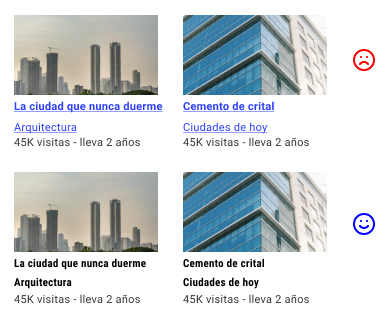 La ciudad que nunca duerme
Arquitectura
45K visitas - lleva 2 años
Cemento de crital
Ciudades de hoy
45K visitas - lleva 2 años
La ciudad que nunca duerme
Arquitectura
45K visitas - lleva 2 años
Cemento de crital
Ciudades de hoy
45K visitas - lleva 2 años